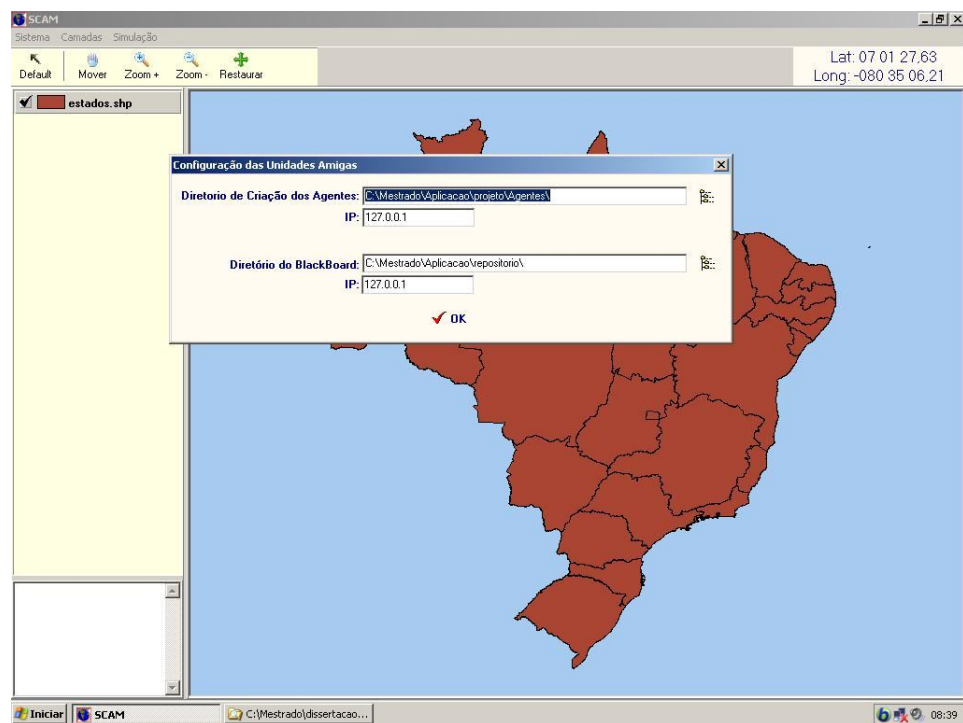 SCAM
Sistema Camadas Simulação
Default Mover Zoom + Zoom - Restaurar
Lat: 07 01 27,63
Long: -080 35 06,21
estados.shp
Configuração das Unidades Amigas
Diretorio de Criação dos Agentes: C:\Mestrado\Aplicacao\projeto\Agentes\
IP: 127.0.0.1
Diretório do BlackBoard: C:\Mestrado\Aplicacao\repositorio\
IP: 127.0.0.1
OK
Iniciar SCAM C:\Mestrado\dissertacao... 08:39